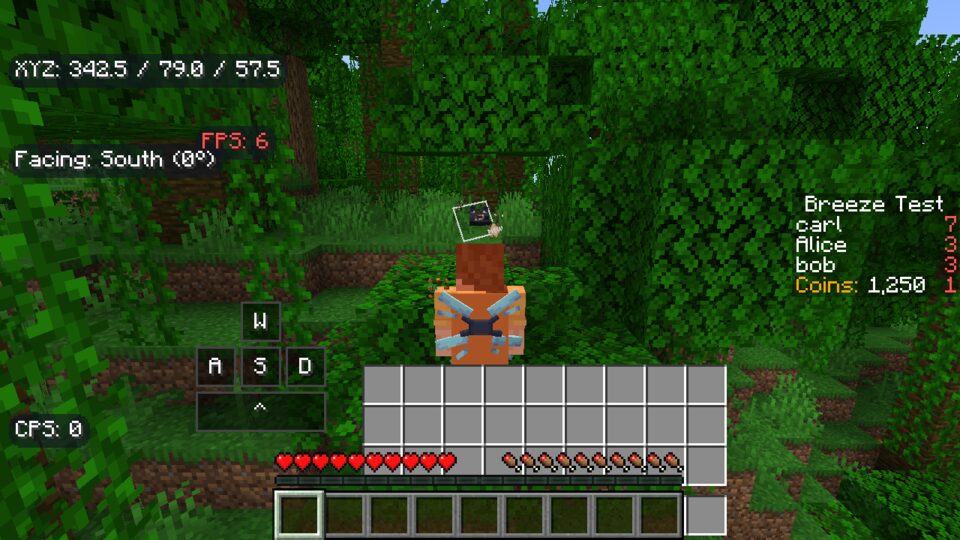 XYZ: 342.5 / 79.0 / 57.5
FPS: 6
Facing: South (0°)
Breeze Test
carl 7
Alice 3
bob 3
Coins: 1,250 1
W
A S D
^
CPS: 0